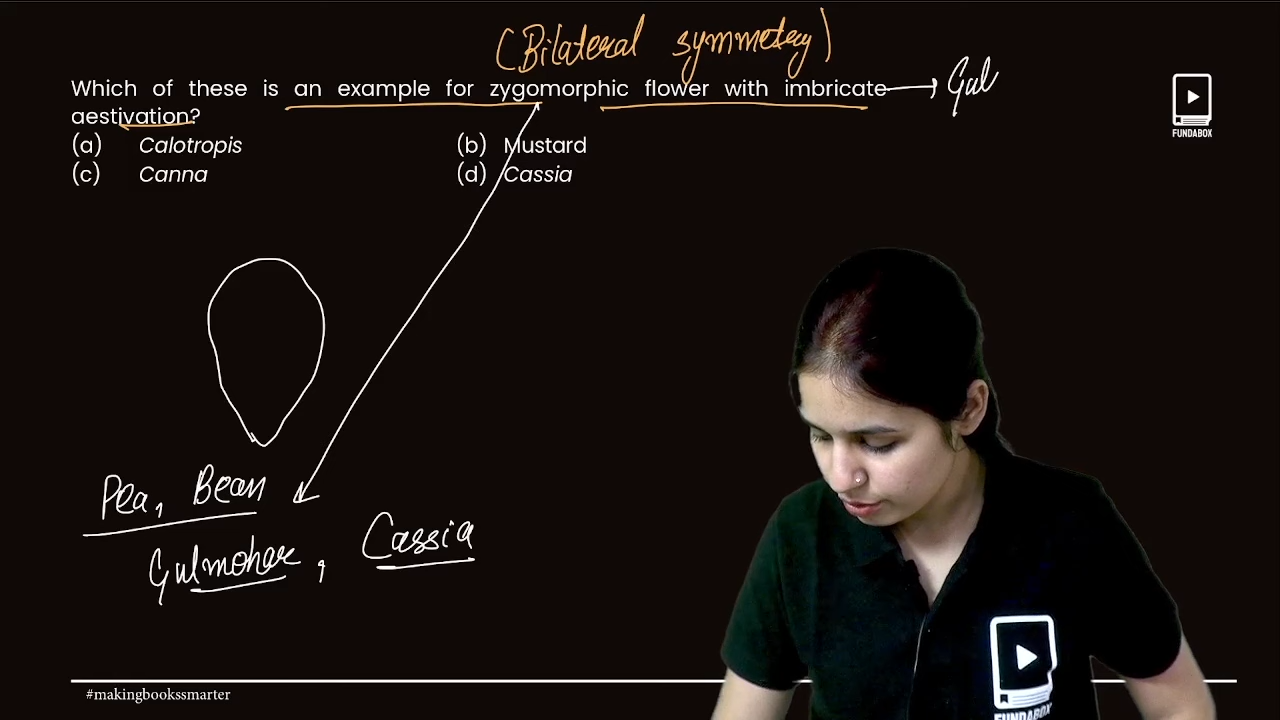 (Bilateral symmetery)
Which of these is an example for zygomorphic flower with imbricate → Gul
aestivation?
(a) Calotropis (b) Mustard
(c) Canna (d) Cassia
FUNDABOX
Pea, Bean
Gulmohar, Cassia
FUNDABOX
#makingbookssmarter